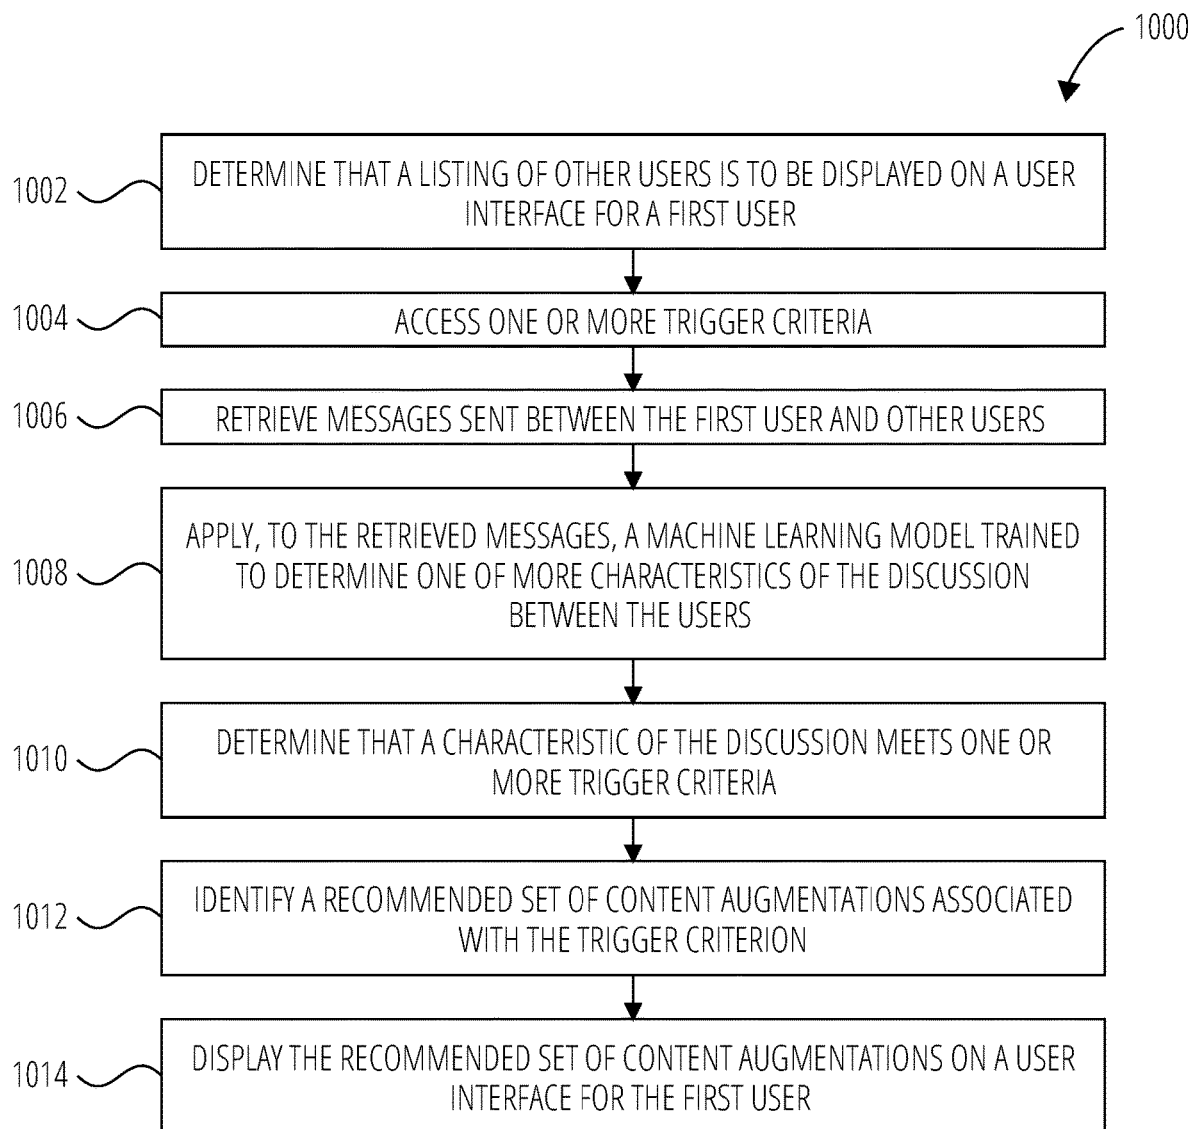 1000
1002
DETERMINE THAT A LISTING OF OTHER USERS IS TO BE DISPLAYED ON A USER
INTERFACE FOR A FIRST USER
1004
ACCESS ONE OR MORE TRIGGER CRITERIA
1006
RETRIEVE MESSAGES SENT BETWEEN THE FIRST USER AND OTHER USERS
1008
APPLY, TO THE RETRIEVED MESSAGES, A MACHINE LEARNING MODEL TRAINED
TO DETERMINE ONE OF MORE CHARACTERISTICS OF THE DISCUSSION
BETWEEN THE USERS
1010
DETERMINE THAT A CHARACTERISTIC OF THE DISCUSSION MEETS ONE OR
MORE TRIGGER CRITERIA
1012
IDENTIFY A RECOMMENDED SET OF CONTENT AUGMENTATIONS ASSOCIATED
WITH THE TRIGGER CRITERION
1014
DISPLAY THE RECOMMENDED SET OF CONTENT AUGMENTATIONS ON A USER
INTERFACE FOR THE FIRST USER